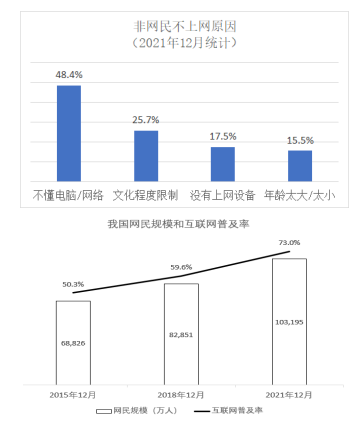 非网民不上网原因
（2021年12月统计）
48.4%
25.7%
17.5%
15.5%
不懂电脑/网络 文化程度限制 没有上网设备 年龄太大/太小
我国网民规模和互联网普及率
73.0%
59.6%
50.3%
103,195
82,851
68,826
2015年12月 2018年12月 2021年12月
网民规模（万人） 互联网普及率